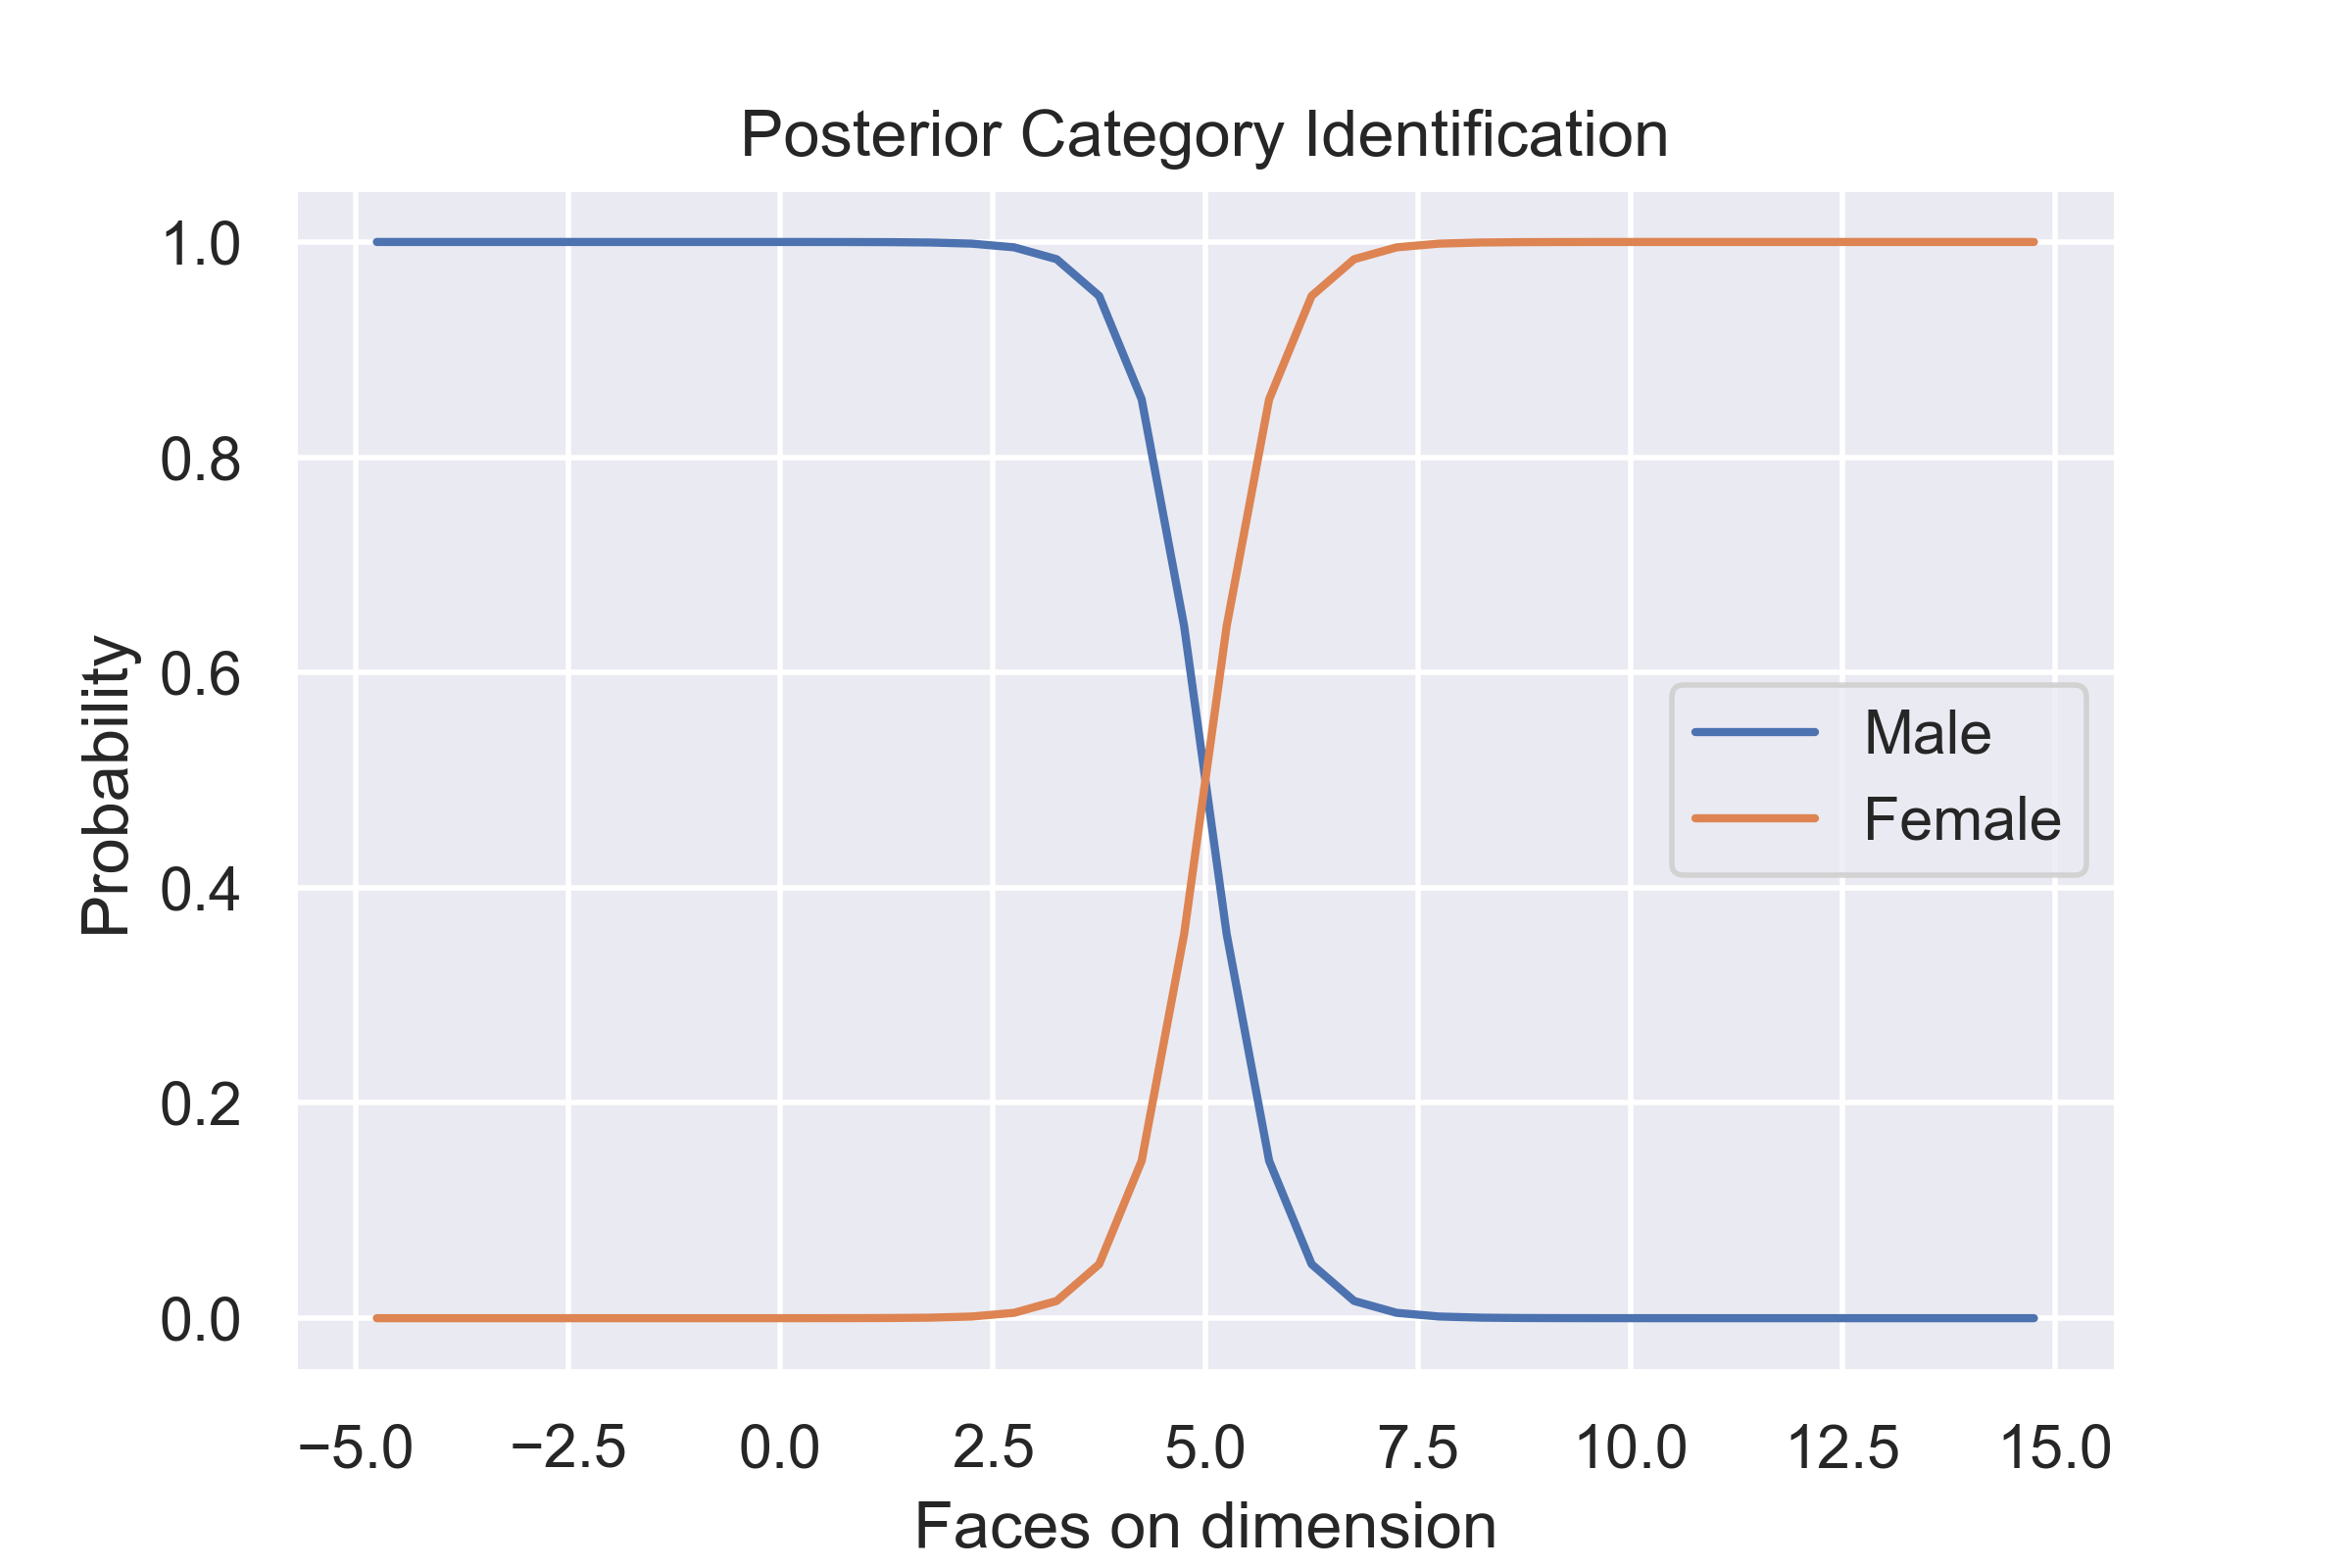 Posterior Category Identification
1.0
0.8
0.6
0.4
0.2
0.0
Probability
Male
Female
−5.0 −2.5 0.0 2.5 5.0 7.5 10.0 12.5 15.0
Faces on dimension